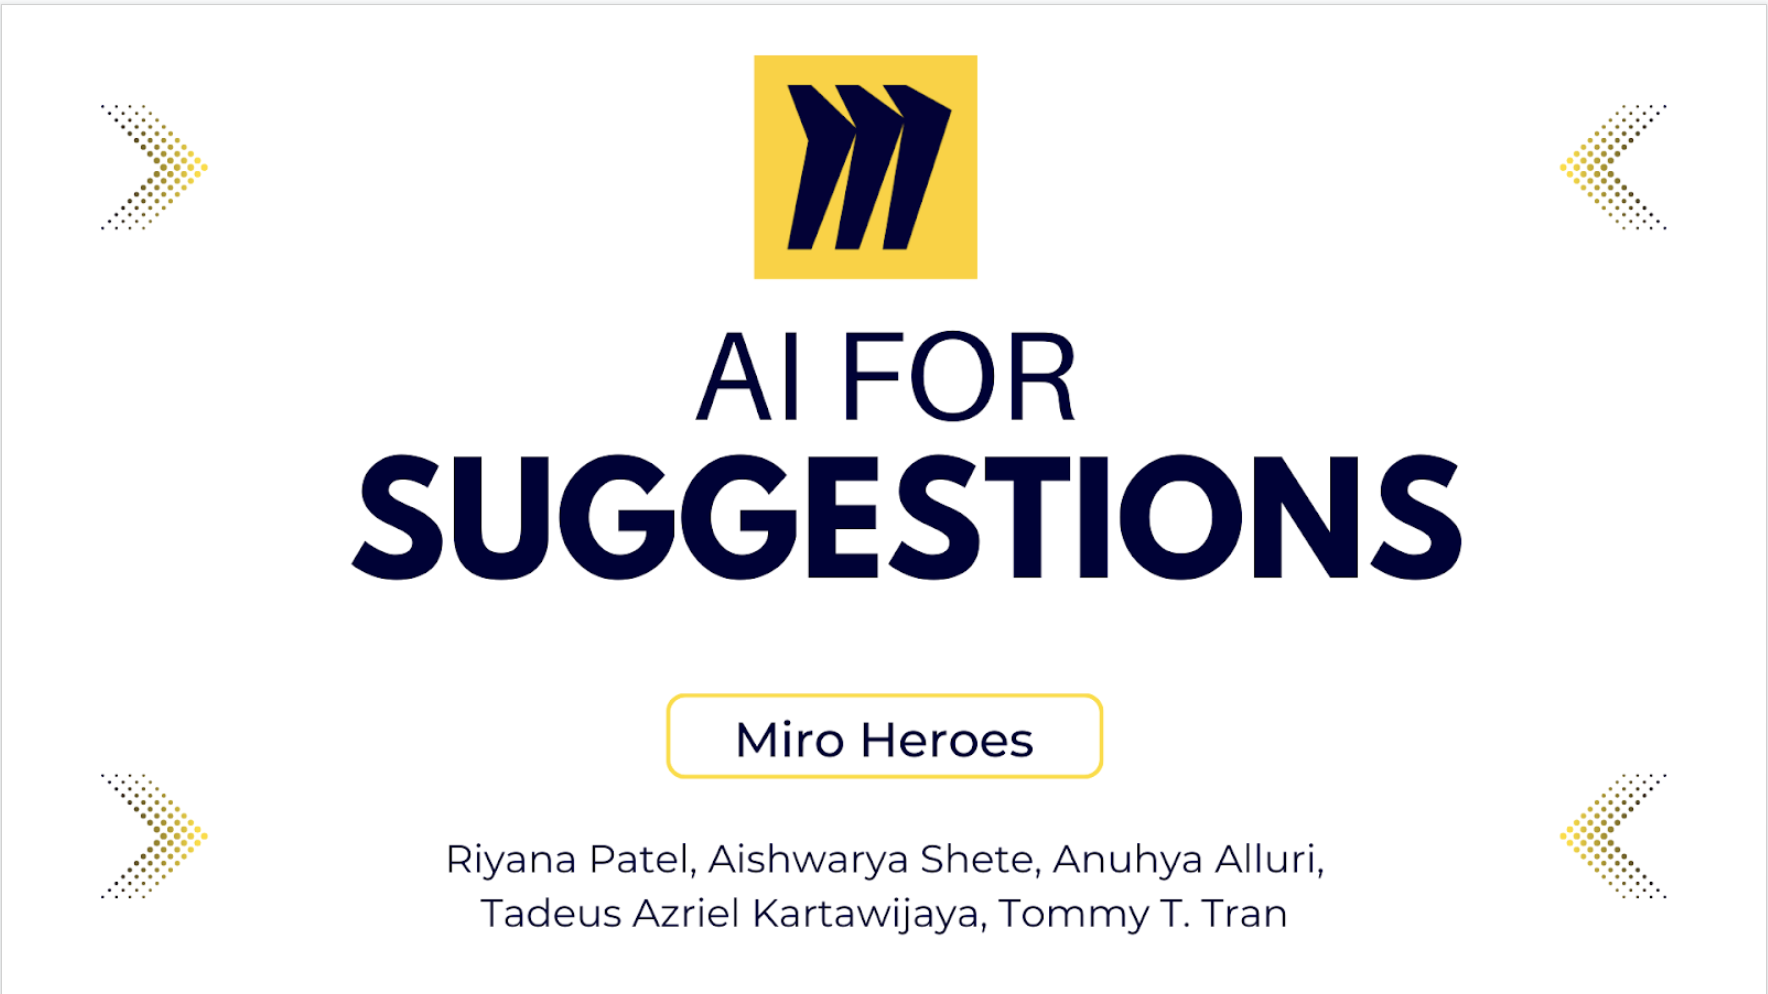 AI FOR
SUGGESTIONS
Miro Heroes
Riyana Patel, Aishwarya Shete, Anuhya Alluri,
Tadeus Azriel Kartawijaya, Tommy T. Tran